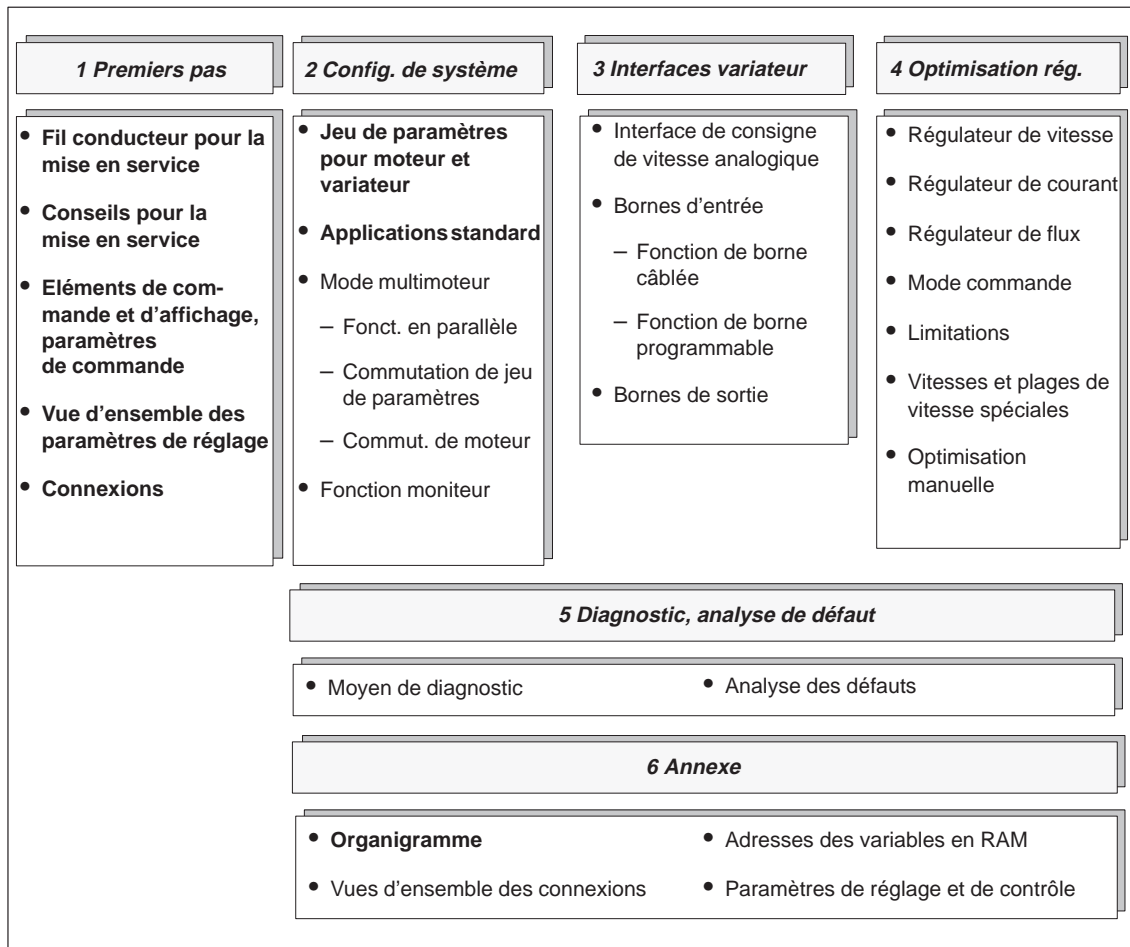 1 Premiers pas
• Fil conducteur pour la
mise en service
• Conseils pour la
mise en service
• Eléments de com-
mande et d'affichage,
paramètres
de commande
• Vue d'ensemble des
paramètres de réglage
• Connexions
2 Config. de système
• Jeu de paramètres
pour moteur et
variateur
• Applications standard
• Mode multimoteur
– Fonct. en parallèle
– Commutation de jeu
de paramètres
– Commut. de moteur
• Fonction moniteur
3 Interfaces variateur
• Interface de consigne
de vitesse analogique
• Bornes d'entrée
– Fonction de borne
câblée
– Fonction de borne
programmable
• Bornes de sortie
4 Optimisation rég.
• Régulateur de vitesse
• Régulateur de courant
• Régulateur de flux
• Mode commande
• Limitations
• Vitesses et plages de
vitesse spéciales
• Optimisation
manuelle
5 Diagnostic, analyse de défaut
• Moyen de diagnostic
• Analyse des défauts
6 Annexe
• Organigramme
• Vues d'ensemble des connexions
• Adresses des variables en RAM
• Paramètres de réglage et de contrôle